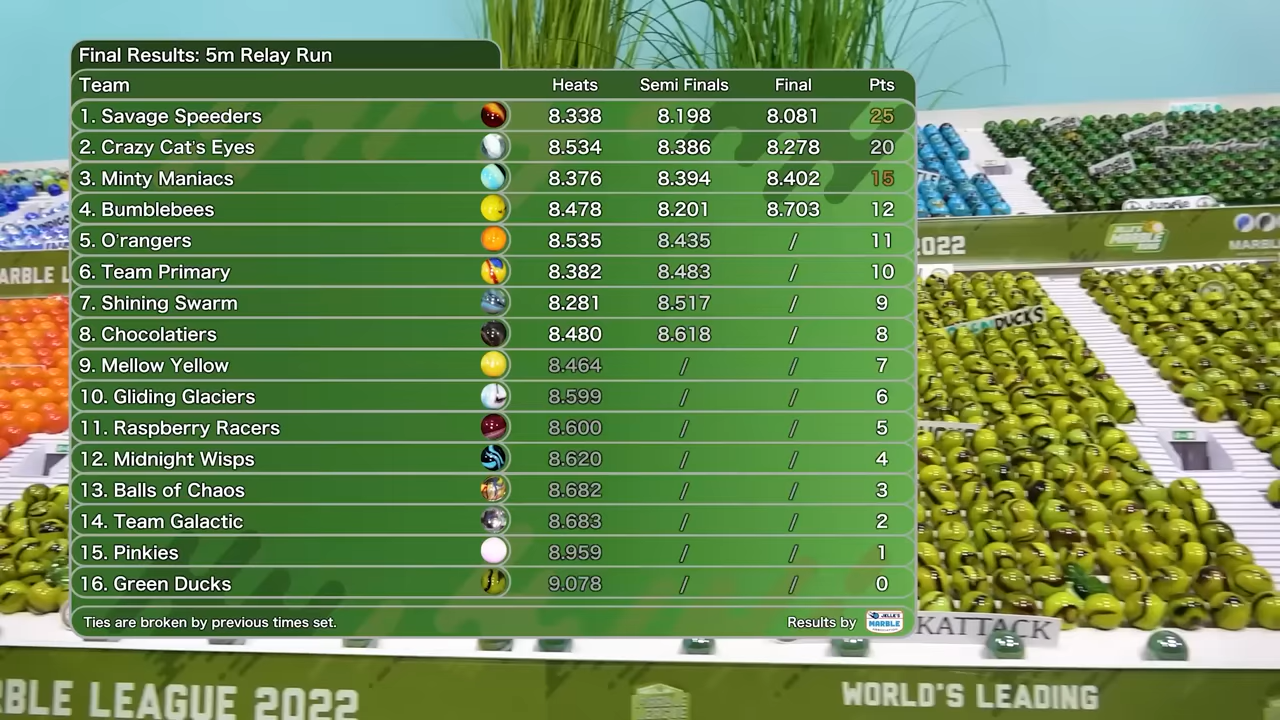 Final Results: 5m Relay Run
Team Heats Semi Finals Final Pts
1. Savage Speeders 8.338 8.198 8.081 25
2. Crazy Cat's Eyes 8.534 8.386 8.278 20
3. Minty Maniacs 8.376 8.394 8.402 15
4. Bumblebees 8.478 8.201 8.703 12
5. O'rangers 8.535 8.435 / 11
6. Team Primary 8.382 8.483 / 10
7. Shining Swarm 8.281 8.517 / 9
8. Chocolatiers 8.480 8.618 / 8
9. Mellow Yellow 8.464 / / 7
10. Gliding Glaciers 8.599 / / 6
11. Raspberry Racers 8.600 / / 5
12. Midnight Wisps 8.620 / / 4
13. Balls of Chaos 8.682 / / 3
14. Team Galactic 8.683 / / 2
15. Pinkies 8.959 / / 1
16. Green Ducks 9.078 / / 0
Ties are broken by previous times set. Results by
JELLE'S
MARBLE
2022
MARBLE
ARBLE L
DUCKS
KATTACK
RBLE LEAGUE 2022
WORLD'S LEADING